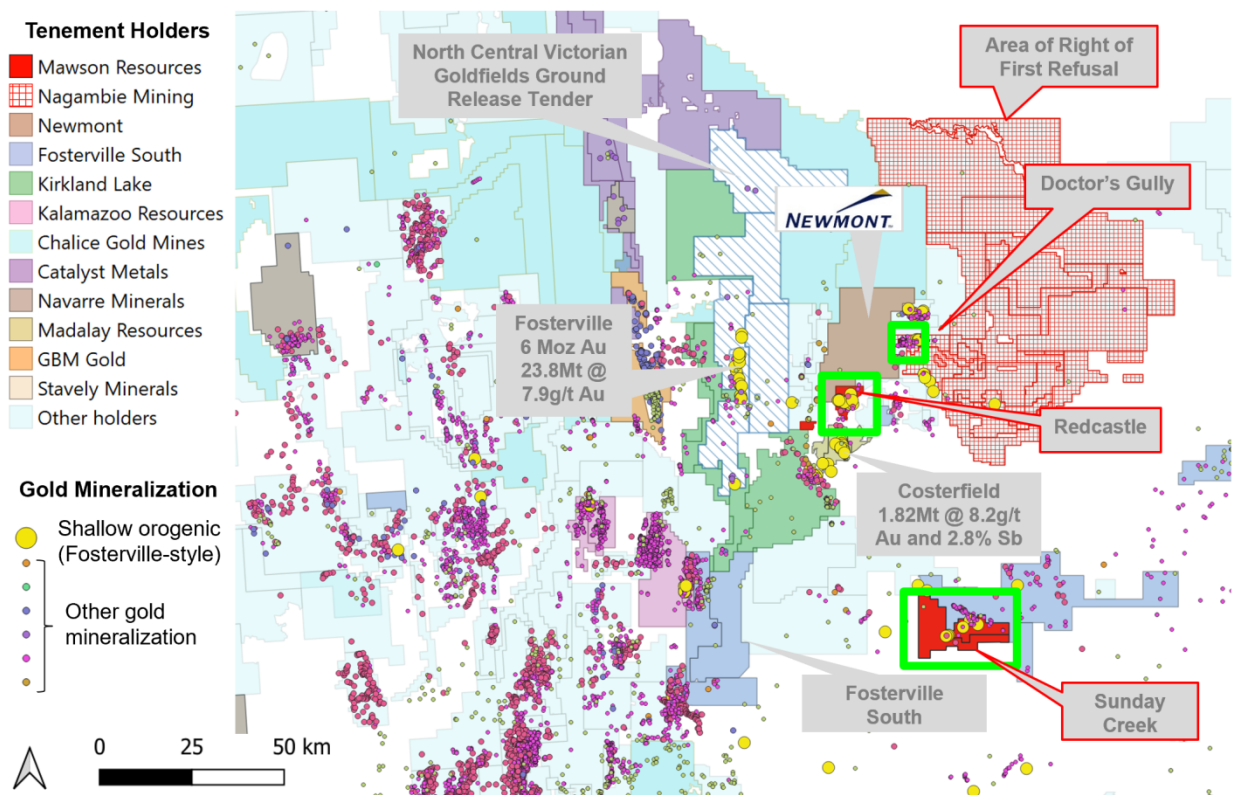 Tenement Holders
Mawson Resources
Nagambie Mining
Newmont
Fosterville South
Kirkland Lake
Kalamazoo Resources
Chalice Gold Mines
Catalyst Metals
Navarre Minerals
Madalay Resources
GBM Gold
Stavely Minerals
Other holders
Gold Mineralization
Shallow orogenic
(Fosterville-style)
Other gold
mineralization
0 25 50 km
North Central Victorian
Goldfields Ground
Release Tender
Area of Right of
First Refusal
Doctor's Gully
NEWMONT™
Fosterville
6 Moz Au
23.8Mt @
7.9g/t Au
Redcastle
Costerfield
1.82Mt @ 8.2g/t
Au and 2.8% Sb
Fosterville
South
Sunday
Creek